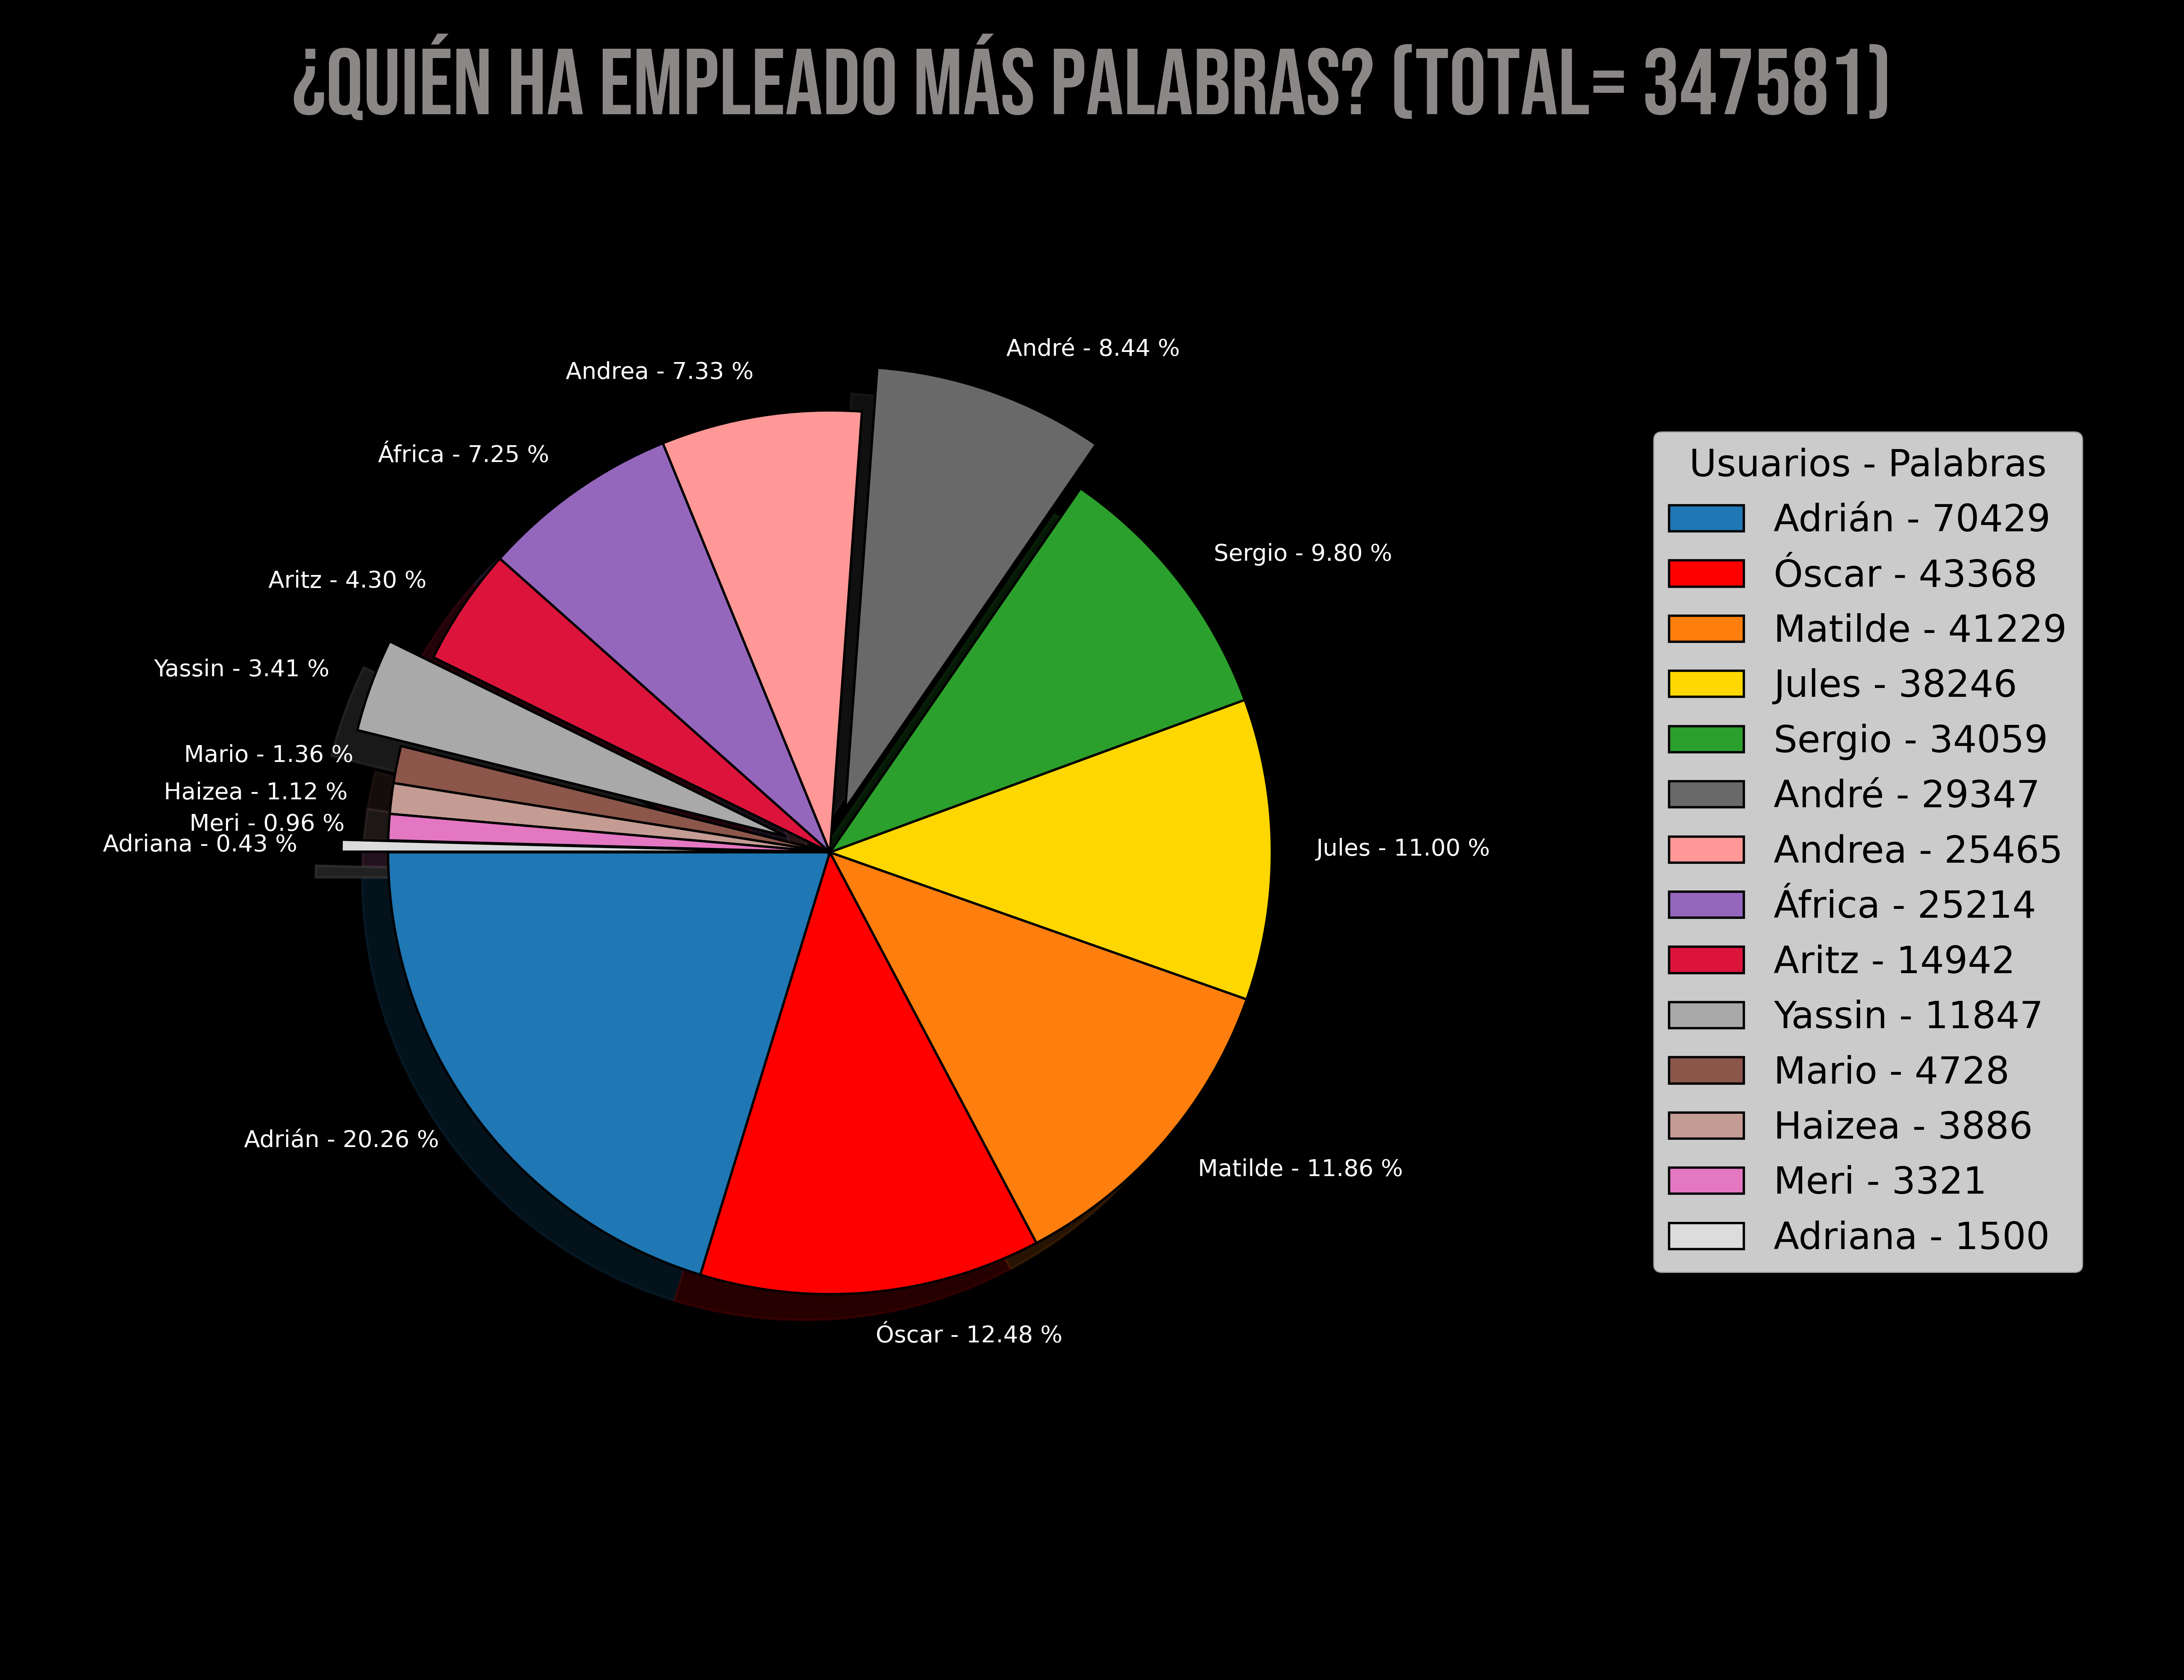 ¿QUIÉN HA EMPLEADO MÁS PALABRAS? (TOTAL= 347581)
André - 8.44 %
Andrea - 7.33 %
África - 7.25 %
Sergio - 9.80 %
Aritz - 4.30 %
Yassin - 3.41 %
Mario - 1.36 %
Haizea - 1.12 %
Meri - 0.96 %
Adriana - 0.43 %
Jules - 11.00 %
Adrián - 20.26 %
Matilde - 11.86 %
Óscar - 12.48 %
Usuarios - Palabras
Adrián - 70429
Óscar - 43368
Matilde - 41229
Jules - 38246
Sergio - 34059
André - 29347
Andrea - 25465
África - 25214
Aritz - 14942
Yassin - 11847
Mario - 4728
Haizea - 3886
Meri - 3321
Adriana - 1500